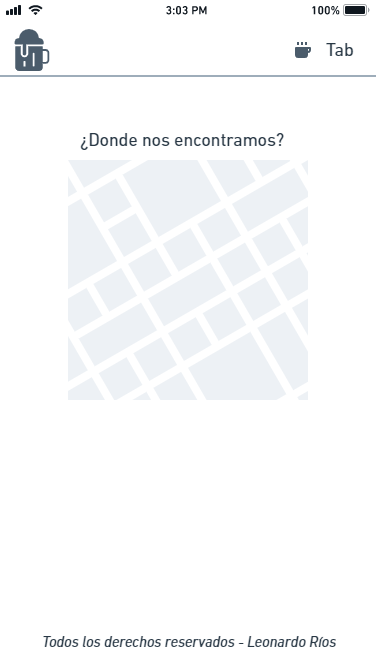 3:03 PM
100%
Tab
¿Donde nos encontramos?
Todos los derechos reservados - Leonardo Ríos